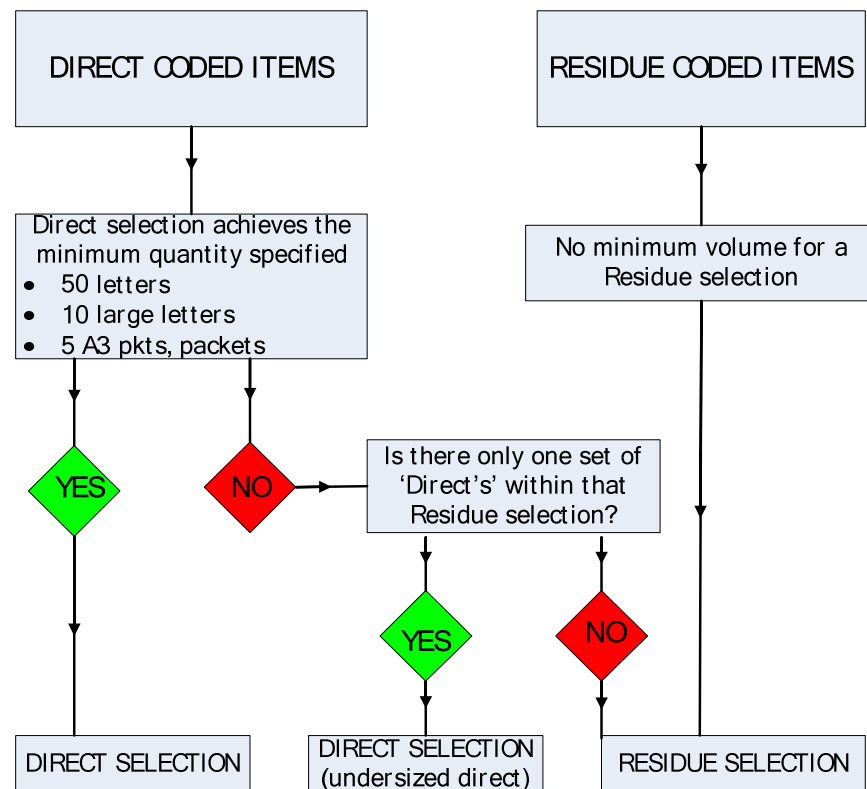 DIRECT CODED ITEMS
RESIDUE CODED ITEMS
Direct selection achieves the
minimum quantity specified
• 50 letters
• 10 large letters
• 5 A3 pkts, packets
No minimum volume for a
Residue selection
YES
NO
Is there only one set of
‘Direct's’ within that
Residue selection?
YES
NO
DIRECT SELECTION
DIRECT SELECTION
(undersized direct)
RESIDUE SELECTION